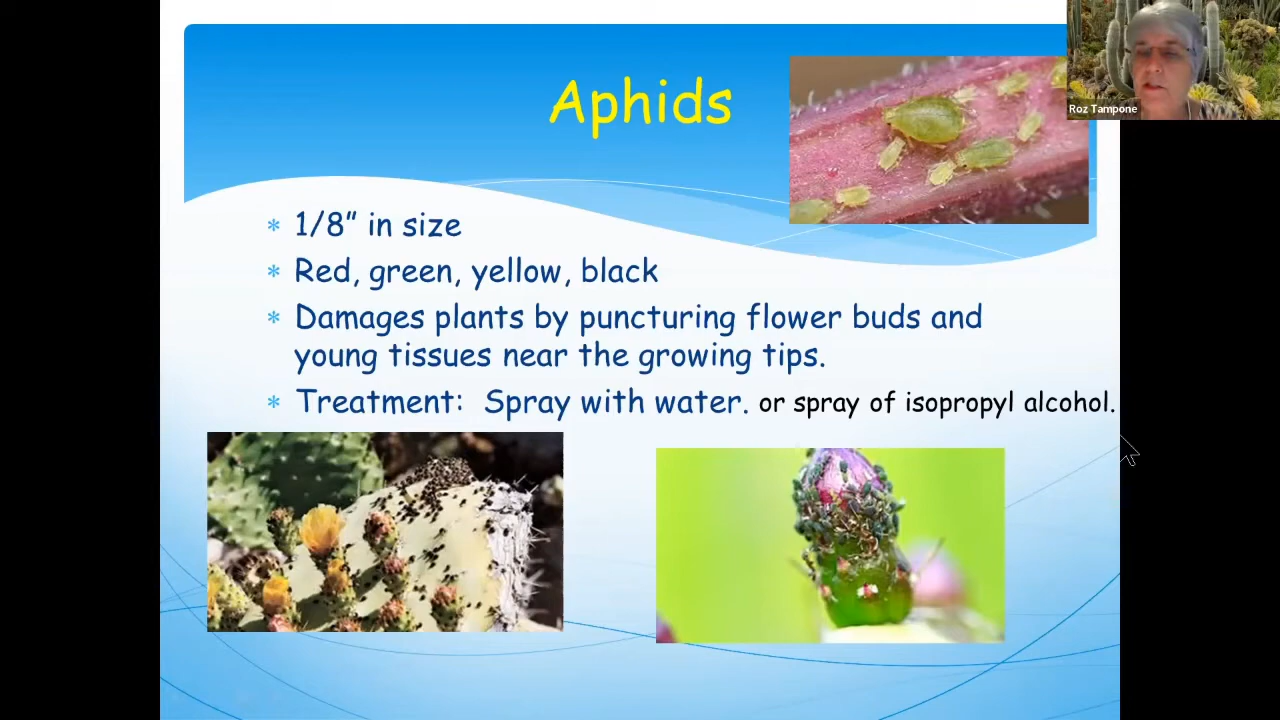 Aphids
Roz Tampone
* 1/8” in size
* Red, green, yellow, black
* Damages plants by puncturing flower buds and
young tissues near the growing tips.
* Treatment:  Spray with water. or spray of isopropyl alcohol.